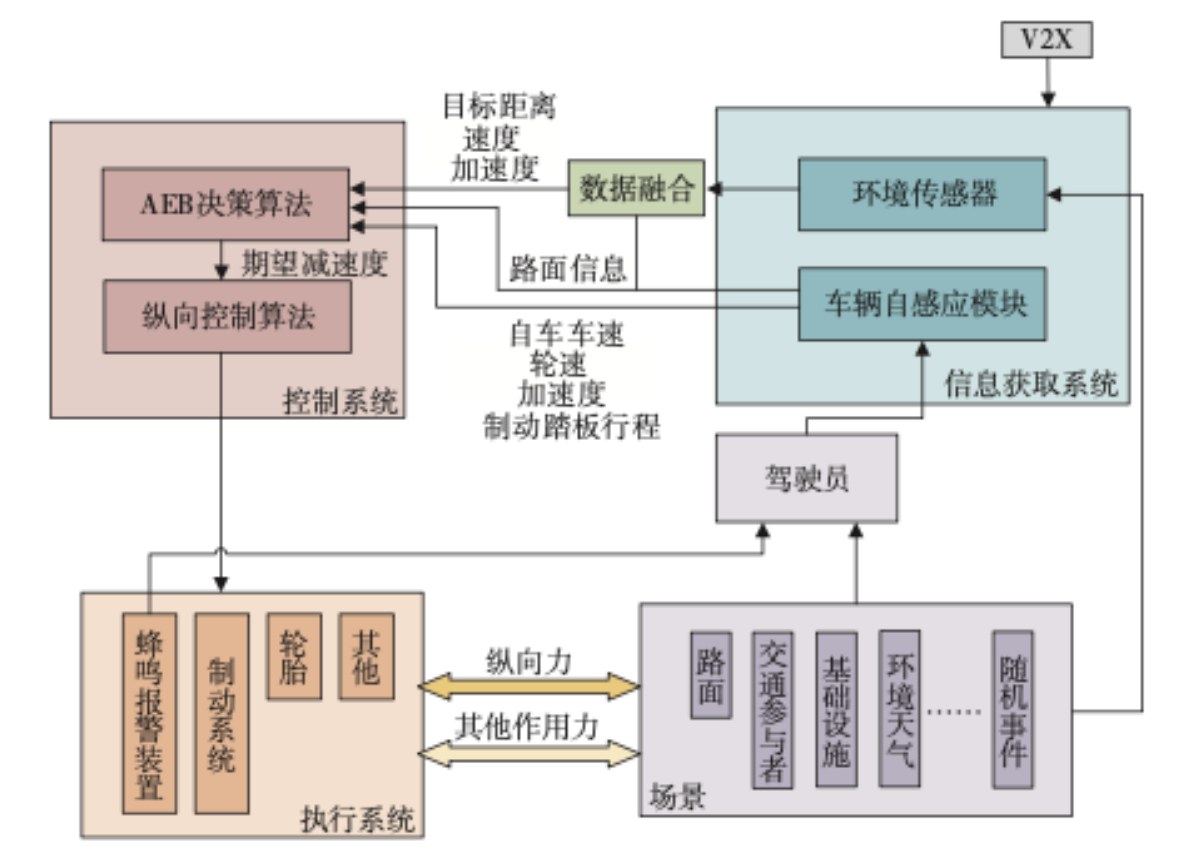 V2X
目标距离
速度
加速度
数据融合
环境传感器
AEB决策算法
期望减速度
路面信息
车辆自感应模块
纵向控制算法
自车车速
轮速
加速度
制动踏板行程
控制系统
信息获取系统
驾驶员
蜂鸣报警装置
制动系统
轮胎
其他
执行系统
纵向力
其他作用力
路面
交通参与者
基础设施
环境天气
……
随机事件
场景